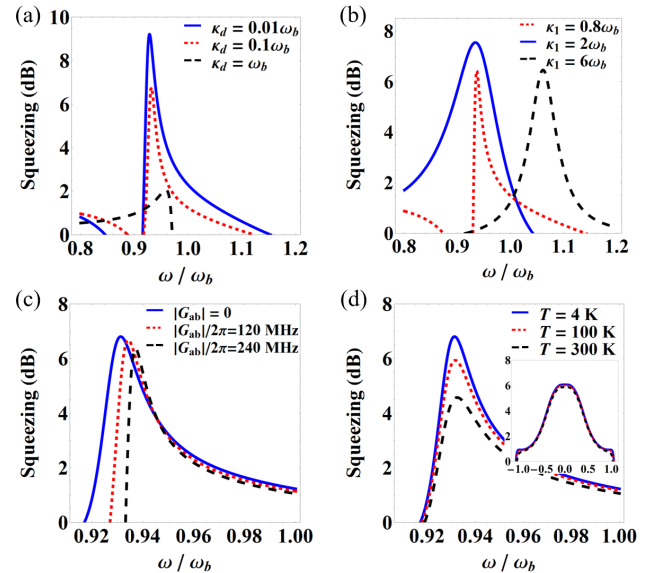 (a)
κd = 0.01ωb
κd = 0.1ωb
κd = ωb
Squeezing (dB)
10
8
6
4
2
0
0.8 0.9 1.0 1.1 1.2
ω / ωb
(b)
κ1 = 0.8ωb
κ1 = 2ωb
κ1 = 6ωb
Squeezing (dB)
8
6
4
2
0
0.8 0.9 1.0 1.1 1.2
ω / ωb
(c)
|Gab| = 0
|Gab|/2π=120 MHz
|Gab|/2π=240 MHz
Squeezing (dB)
8
6
4
2
0
0.92 0.94 0.96 0.98 1.00
ω / ωb
(d)
T = 4 K
T = 100 K
T = 300 K
Squeezing (dB)
8
6
4
2
0
0.92 0.94 0.96 0.98 1.00
ω / ωb
8
6
4
2
0
-1.0 -0.5 0.0 0.5 1.0